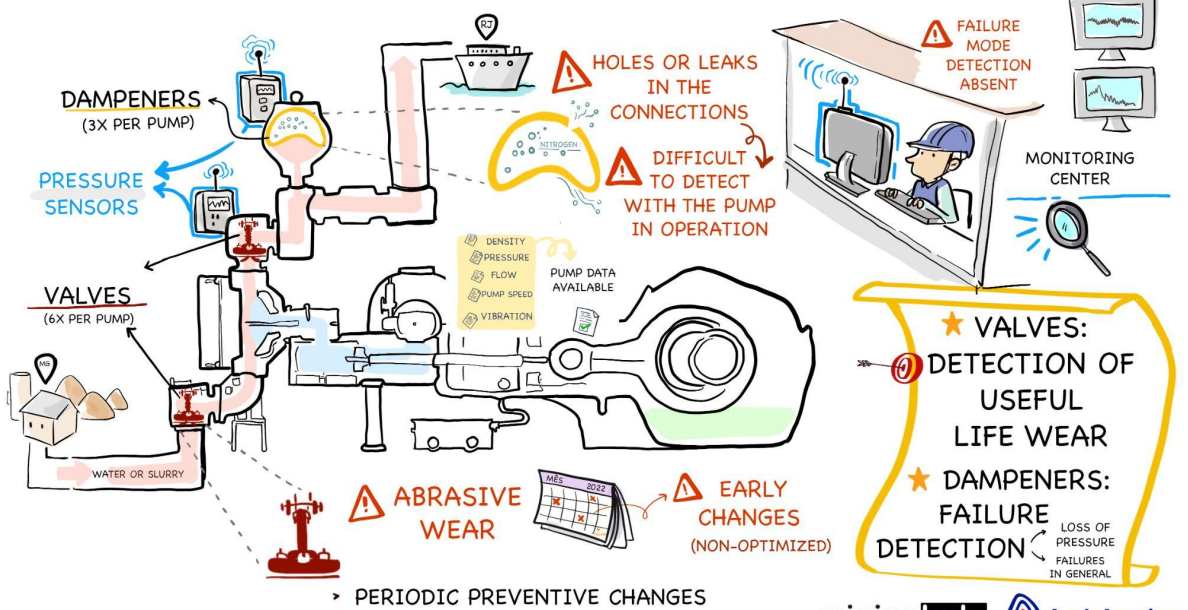 RJ
DAMPENERS
(3X PER PUMP)
PRESSURE
SENSORS
VALVES
(6X PER PUMP)
MG
WATER OR SLURRY
HOLES OR LEAKS
IN THE
CONNECTIONS
NITROGEN
DIFFICULT
TO DETECT
WITH THE PUMP
IN OPERATION
DENSITY
PRESSURE
FLOW
PUMP SPEED
VIBRATION
PUMP DATA
AVAILABLE
FAILURE
MODE
DETECTION
ABSENT
MONITORING
CENTER
VALVES:
DETECTION OF
USEFUL
LIFE WEAR
DAMPENERS:
FAILURE
DETECTION
LOSS OF
PRESSURE
FAILURES
IN GENERAL
ABRASIVE
WEAR
MÊS
2022
EARLY
CHANGES
(NON-OPTIMIZED)
> PERIODIC PREVENTIVE CHANGES